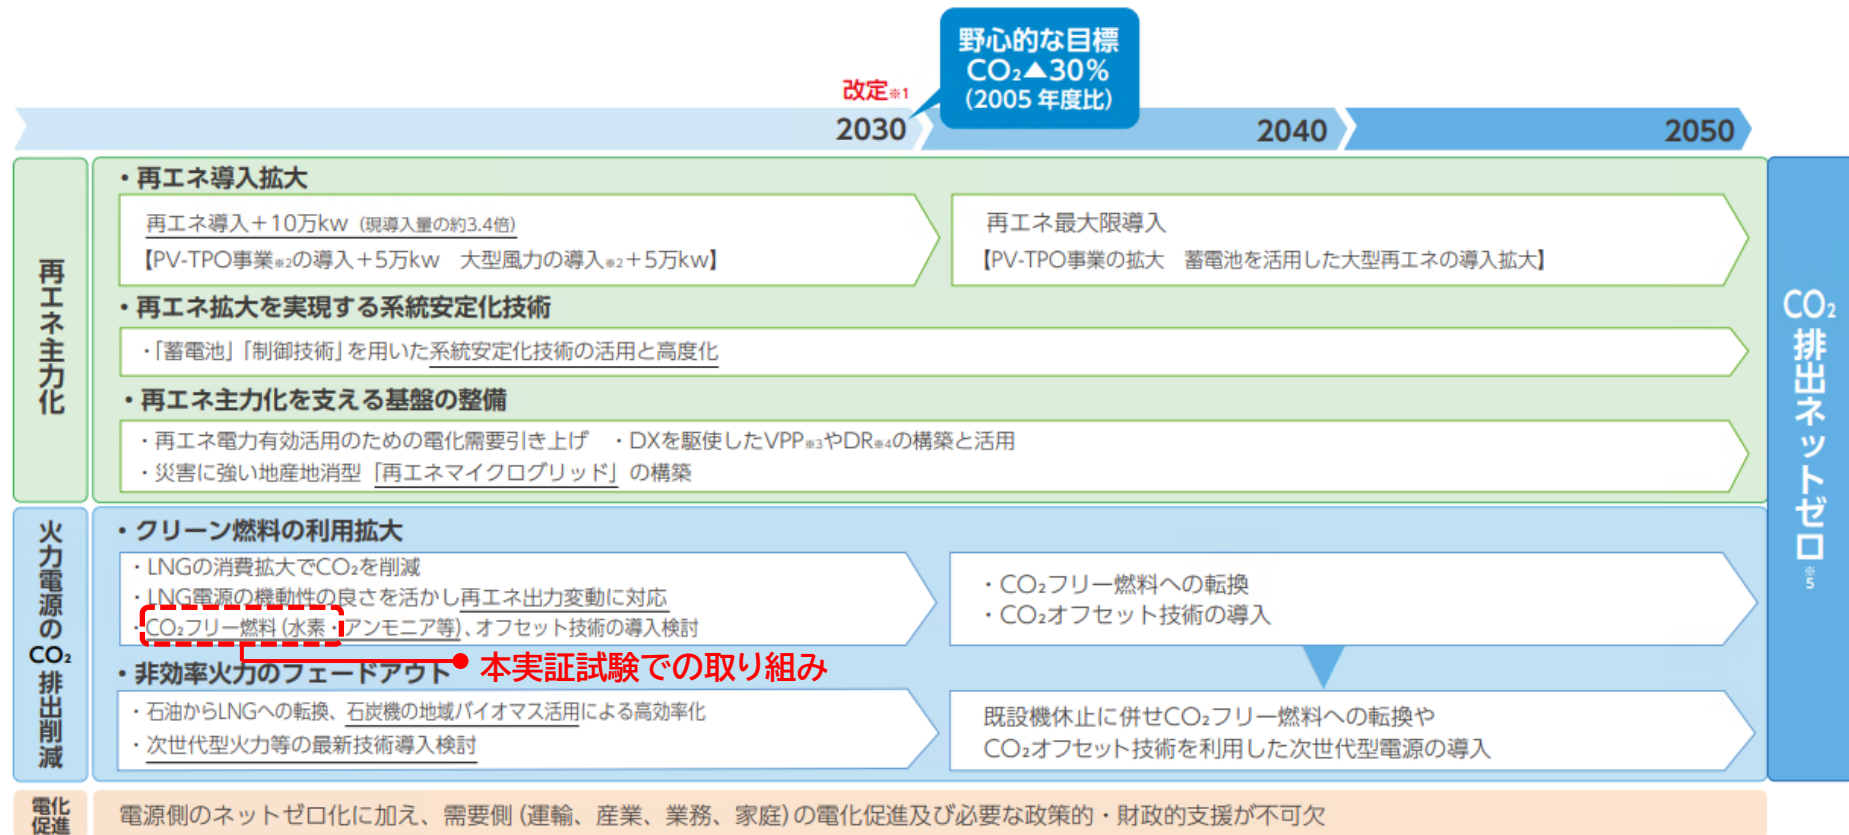 野心的な目標
CO₂▲30%
(2005 年度比)
改定※1
2030
2040
2050
再エネ主力化
・再エネ導入拡大
再エネ導入+10万kw (現導入量の約3.4倍)
【PV-TPO事業※2の導入+5万kw 大型風力の導入※2+5万kw】
再エネ最大限導入
【PV-TPO事業の拡大 蓄電池を活用した大型再エネの導入拡大】
・再エネ拡大を実現する系統安定化技術
・「蓄電池」「制御技術」を用いた系統安定化技術の活用と高度化
・再エネ主力化を支える基盤の整備
・再エネ電力有効活用のための電化需要引き上げ ・DXを駆使したVPP※3やDR※4の構築と活用
・災害に強い地産地消型「再エネマイクログリッド」の構築
火力電源のCO₂排出削減
・クリーン燃料の利用拡大
・LNGの消費拡大でCO₂を削減
・LNG電源の機動性の良さを活かし再エネ出力変動に対応
・CO₂フリー燃料(水素・アンモニア等)、オフセット技術の導入検討
・CO₂フリー燃料への転換
・CO₂オフセット技術の導入
本実証試験での取り組み
・非効率火力のフェードアウト
・石油からLNGへの転換、石炭機の地域バイオマス活用による高効率化
・次世代型火力等の最新技術導入検討
既設機休止に併せCO₂フリー燃料への転換や
CO₂オフセット技術を利用した次世代型電源の導入
CO₂排出ネットゼロ※5
電化
促進
電源側のネットゼロ化に加え、需要側(運輸、産業、業務、家庭)の電化促進及び必要な政策的・財政的支援が不可欠